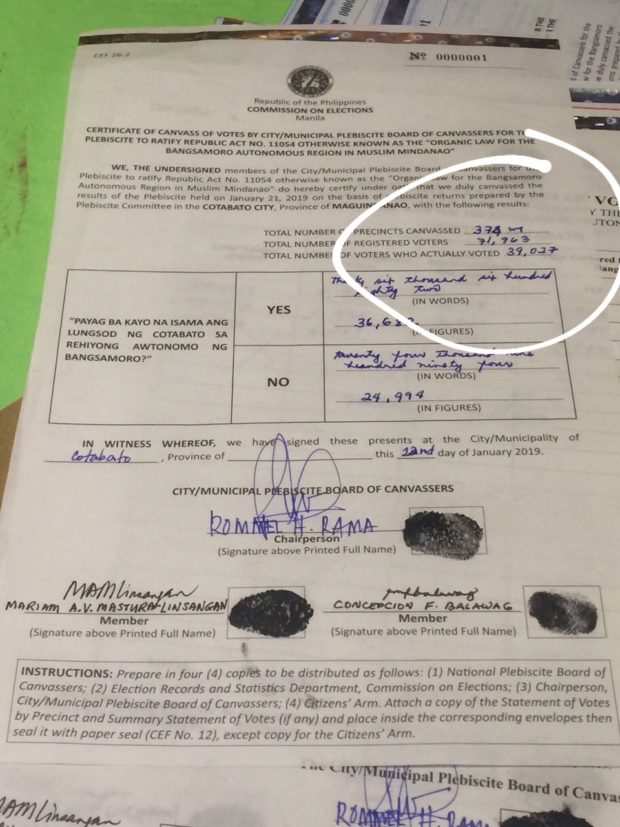 CEF 26-2
Nº 0000001
Republic of the Philippines
COMMISSION ON ELECTIONS
Manila
CERTIFICATE OF CANVASS OF VOTES BY CITY/MUNICIPAL PLEBISCITE BOARD OF CANVASSERS FOR THE
PLEBISCITE TO RATIFY REPUBLIC ACT NO. 11054 OTHERWISE KNOWN AS THE "ORGANIC LAW FOR THE
BANGSAMORO AUTONOMOUS REGION IN MUSLIM MINDANAO"
WE, THE UNDERSIGNED members of the City/Municipal Plebiscite Board of Canvassers for the
Plebiscite to ratify Republic Act No. 11054 otherwise known as the "Organic Law for the Bangsamoro
Autonomous Region in Muslim Mindanao" do hereby certify under oath that we duly canvassed the
results of the Plebiscite held on January 21, 2019 on the basis of plebiscite returns prepared by the
Plebiscite Committee in the COTABATO CITY, Province of MAGUINDANAO, with the following results:
TOTAL NUMBER OF PRECINCTS CANVASSED 374
TOTAL NUMBER OF REGISTERED VOTERS 71,963
TOTAL NUMBER OF VOTERS WHO ACTUALLY VOTED 39,027
"PAYAG BA KAYO NA ISAMA ANG
LUNGSOD NG COTABATO SA
REHIYONG AWTONOMO NG
BANGSAMORO?"
YES
Thirty six thousand six hundred
eighty two
(IN WORDS)
36,682
(IN FIGURES)
NO
twenty four thousand nine
hundred ninety four
(IN WORDS)
24,994
(IN FIGURES)
IN WITNESS WHEREOF, we have signed these presents at the City/Municipality of
Cotabato, Province of this 22nd day of January 2019.
CITY/MUNICIPAL PLEBISCITE BOARD OF CANVASSERS
ROMMEL H. RAMA
Chairperson
(Signature above Printed Full Name)
MAMLinsangan
MARIAM A.V. MASTURA-LINSANGAN
Member
(Signature above Printed Full Name)
CONCEPCION F. BALAWAG
Member
(Signature above Printed Full Name)
INSTRUCTIONS: Prepare in four (4) copies to be distributed as follows: (1) National Plebiscite Board of
Canvassers; (2) Election Records and Statistics Department, Commission on Elections; (3) Chairperson,
City/Municipal Plebiscite Board of Canvassers; (4) Citizens' Arm. Attach a copy of the Statement of Votes
by Precinct and Summary Statement of Votes (if any) and place inside the corresponding envelopes then
seal it with paper seal (CEF No. 12), except copy for the Citizens' Arm.
City/Municipal Plebiscite Board of Canvassers
MAMLinsangan
ROMMEL H. RAMA